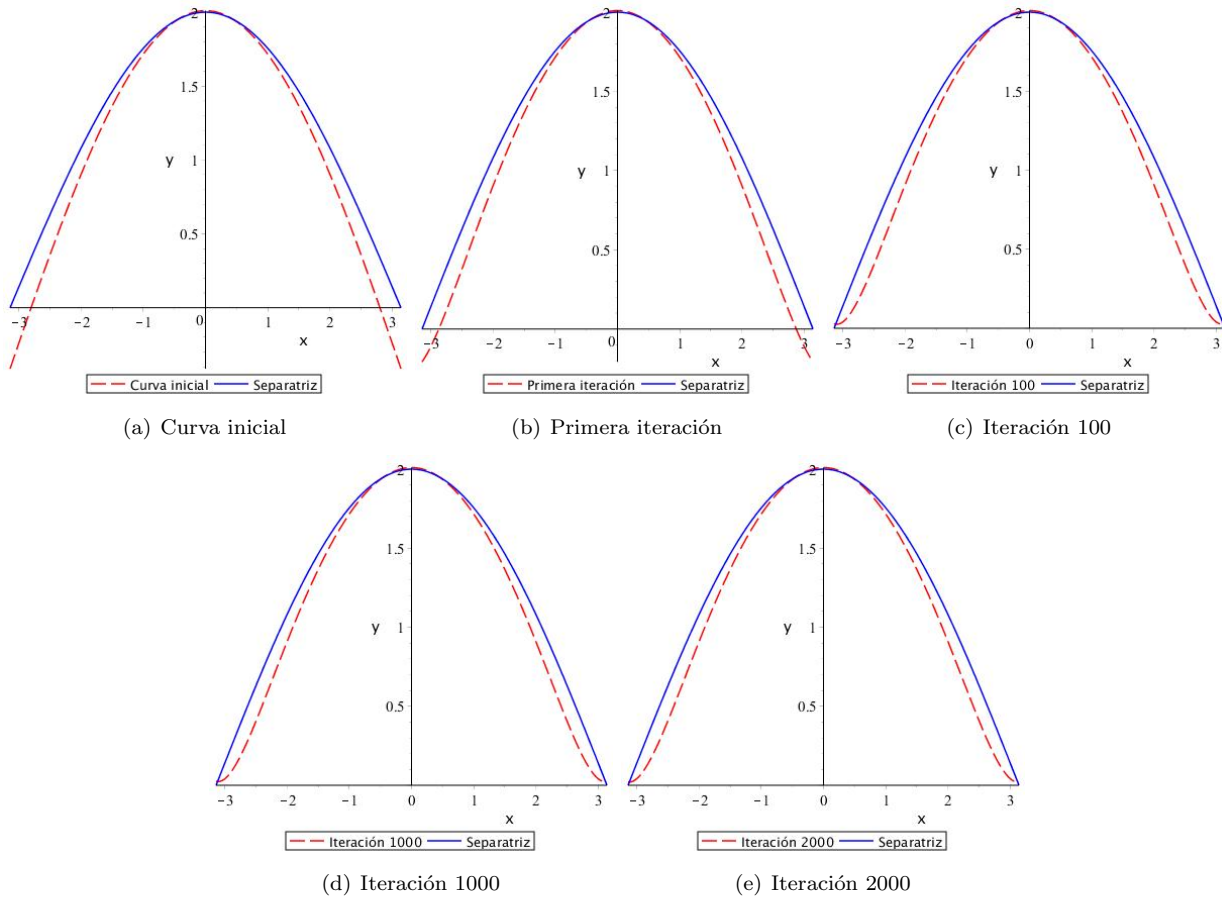 2
1.5
y 1
0.5
−3 −2 −1 0 1 2 3
x
Curva inicial Separatriz
(a) Curva inicial
2
1.5
y 1
0.5
−3 −2 −1 0 1 2 3
x
Primera iteración Separatriz
(b) Primera iteración
2
1.5
y 1
0.5
−3 −2 −1 0 1 2 3
x
Iteración 100 Separatriz
(c) Iteración 100
2
1.5
y 1
0.5
−3 −2 −1 0 1 2 3
x
Iteración 1000 Separatriz
(d) Iteración 1000
2
1.5
y 1
0.5
−3 −2 −1 0 1 2 3
x
Iteración 2000 Separatriz
(e) Iteración 2000